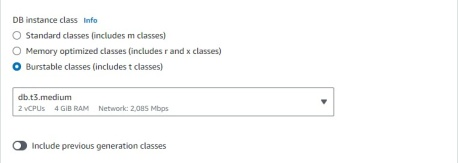 DB instance class Info
Standard classes (includes m classes)
Memory optimized classes (includes r and x classes)
Burstable classes (includes t classes)
db.t3.medium
2 vCPUs 4 GiB RAM Network: 2,085 Mbps
Include previous generation classes